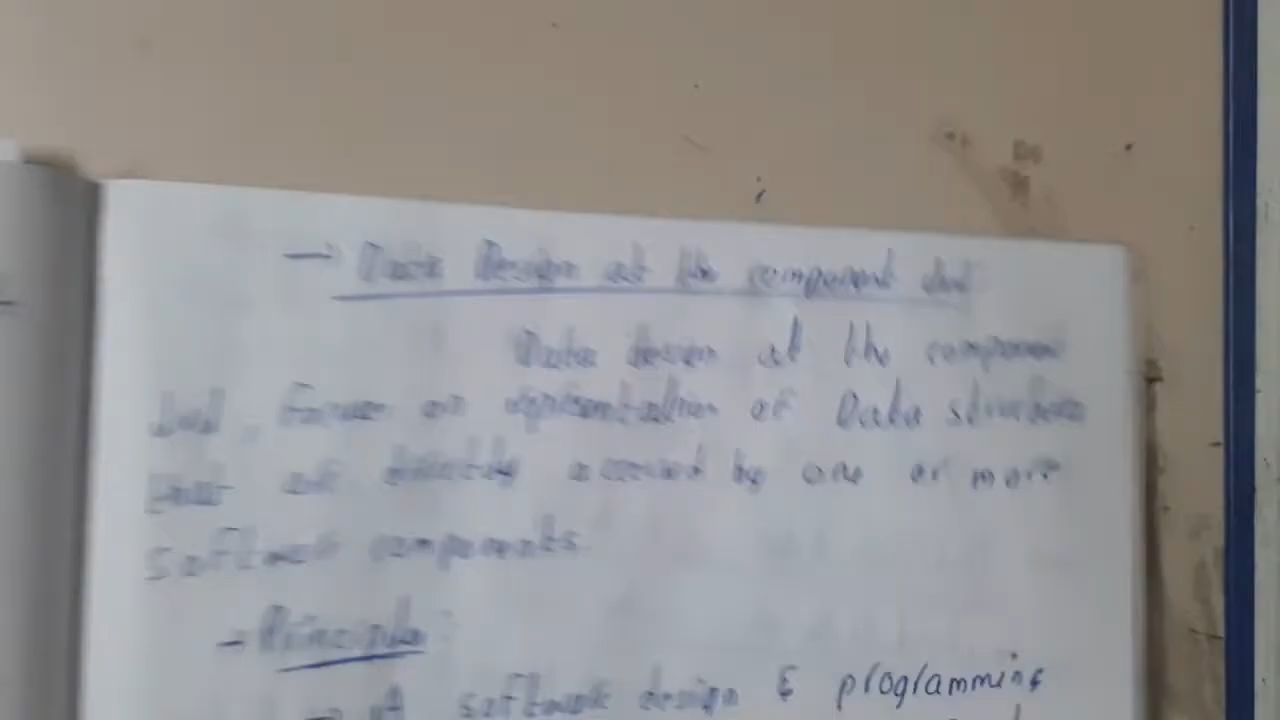 → Data Design at the component level
Data design at the component
level, focus on representation of Data structures
that are directly accessed by one or more
software components.
→ Principles:
A software design & programming